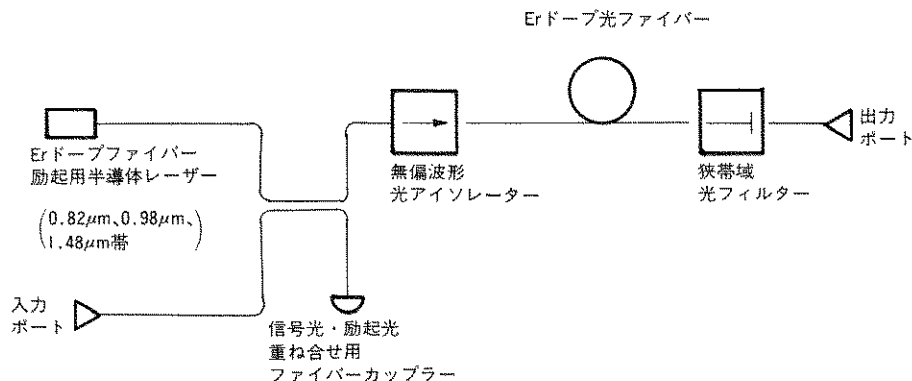 Erドープ光ファイバー
Erドープファイバー
励起用半導体レーザー
(0.82μm、0.98μm、
1.48μm帯)
無偏波形
光アイソレーター
狭帯域
光フィルター
出力
ポート
入力
ポート
信号光・励起光
重ね合せ用
ファイバーカップラー